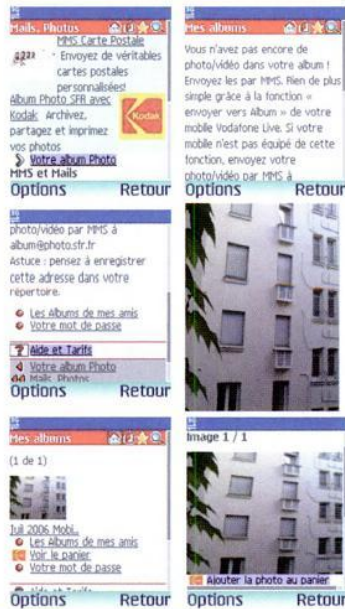 Mails, Photos
MMS Carte Postale
Envoyez de véritables
cartes postales
personnalisées!
Album Photo SFR avec
Kodak Archivez,
partagez et imprimez
vos photos
Kodak
Votre album Photo
MMS et Mails
Options Retour
Mes albums
Vous n'avez pas encore de
photo/vidéo dans votre album !
Envoyez les par MMS. Rien de plus
simple grâce à la fonction «
envoyer vers Album » de votre
mobile Vodafone Live. Si votre
mobile n'est pas équipé de cette
fonction, envoyez votre
photo/vidéo par MMS à
Options Retour
photo/vidéo par MMS à
album@photo.sfr.fr
Astuce : pensez à enregistrer
cette adresse dans votre
répertoire.
Les Albums de mes amis
Votre mot de passe
? Aide et Tarifs
Votre album Photo
Mails, Photos
Options Retour
Mes albums
(1 de 1)
Juil 2006 Mobi..
Les Albums de mes amis
Voir le panier
Votre mot de passe
Options Retour
Image 1 / 1
Ajouter la photo au panier
Options Retour